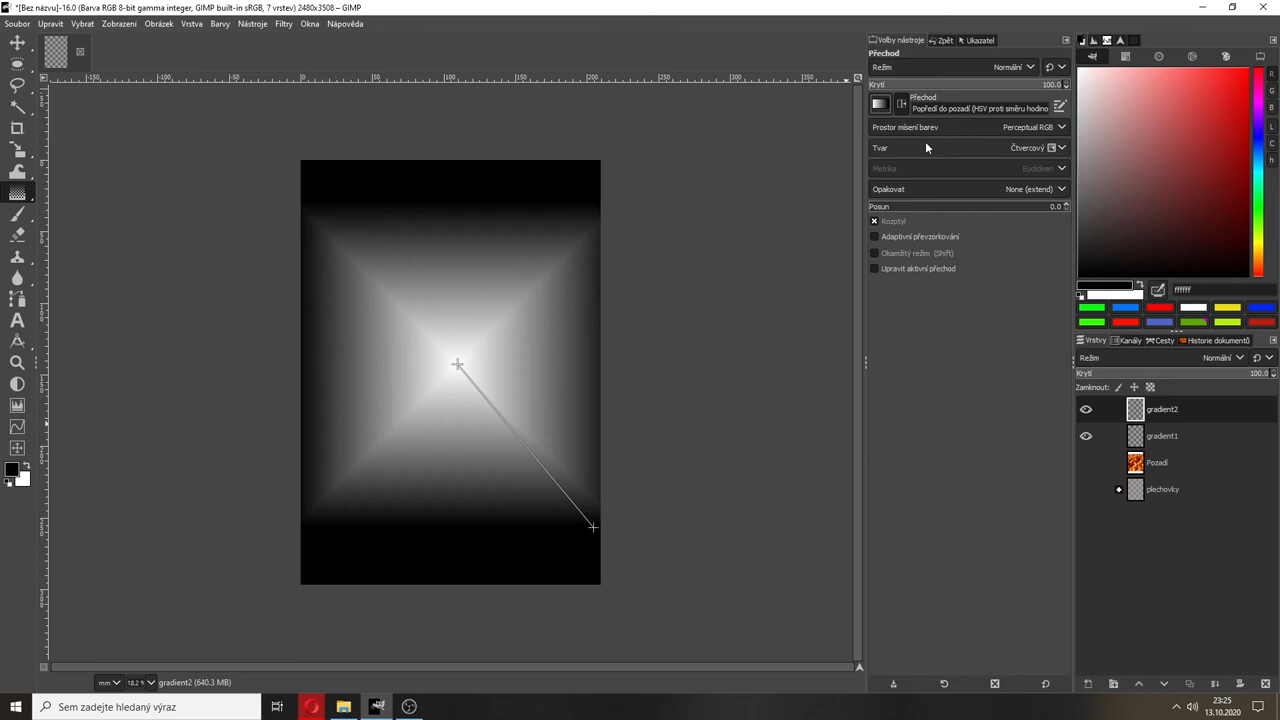 *[Bez názvu]-16.0 (Barva RGB 8-bit gamma integer, GIMP built-in sRGB, 7 vrstev) 2480x3508 – GIMP
Soubor Upravit Vybrat Zobrazení Obrázek Vrstva Nástroje Filtry Barvy Okna Nápověda
Volby nástroje Zpět Ukazatel
Přechod
Režim Normální
Krytí 100.0
Přechod
Popředí do pozadí (HSV proti směru hodino
Prostor mísení barev Perceptual RGB
Tvar Čtvercový
Metrika Euclidean
Opakovat None (extend)
Posun 0.0
Rozptyl
Adaptivní převzorkování
Okamžitý režim (Shift)
Upravit aktivní přechod
R
G
B
L
C
h
ffffff
Vrstvy Kanály Cesty Historie dokumentů
Režim Normální
Krytí 100.0
Zamknout:
gradient2
gradient1
Pozadí
plechovky
mm 18.2 % gradient2 (640.3 MB)
Sem zadejte hledaný výraz
23:25
13.10.2020